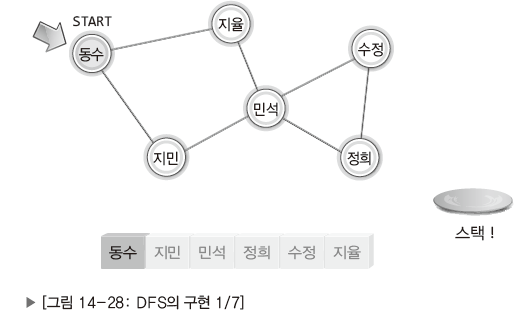 START
지율
동수
수정
민석
지민
정희
스택 !
동수 지민 민석 정희 수정 지율
▶ [그림 14-28: DFS의 구현 1/7]